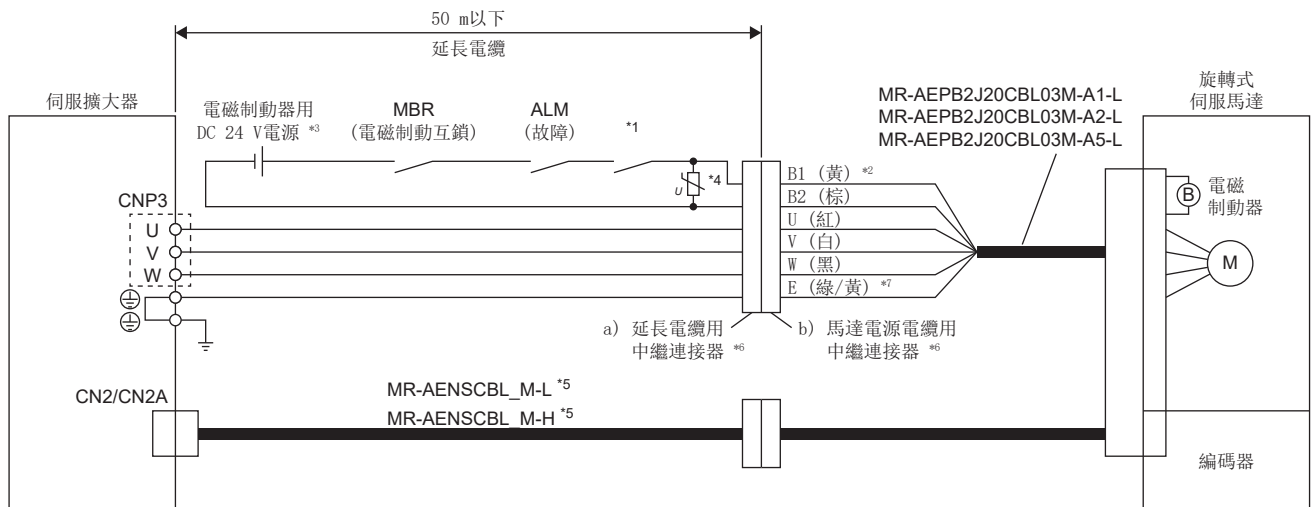 50 m以下
延長電纜
伺服擴大器
電磁制動器用
DC 24 V電源 *3
MBR
(電磁制動互鎖)
ALM
(故障)
*1
MR-AEPB2J20CBL03M-A1-L
MR-AEPB2J20CBL03M-A2-L
MR-AEPB2J20CBL03M-A5-L
旋轉式
伺服馬達
U
*4
B1 (黃) *2
B2 (棕)
U (紅)
V (白)
W (黑)
E (綠/黃) *7
B
電磁
制動器
M
CNP3
U
V
W
a) 延長電纜用
中繼連接器 *6
b) 馬達電源電纜用
中繼連接器 *6
CN2/CN2A
MR-AENSCBL_M-L *5
MR-AENSCBL_M-H *5
編碼器